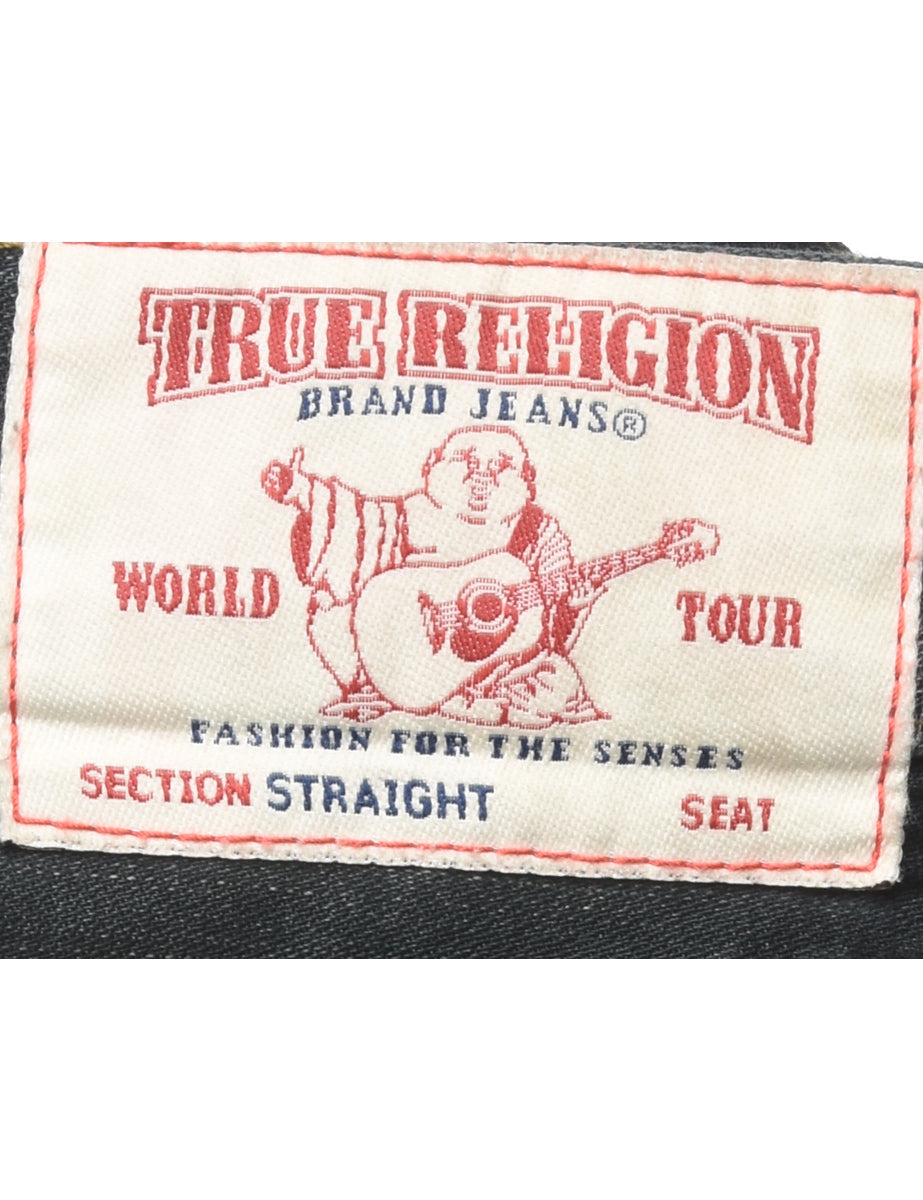 TRUE RELIGION
BRAND JEANS®
WORLD TOUR
FASHION FOR THE SENSES
SECTION STRAIGHT SEAT